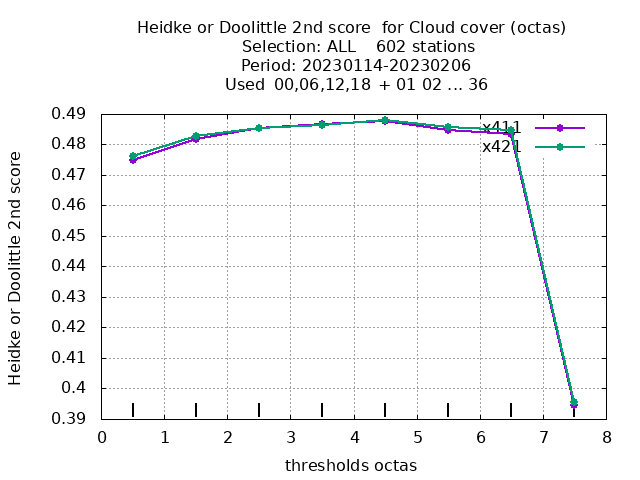 Heidke or Doolittle 2nd score  for Cloud cover (octas)
Selection: ALL    602 stations
Period: 20230114-20230206
Used  00,06,12,18 + 01 02 ... 36
Heidke or Doolittle 2nd score
0.49
0.48
0.47
0.46
0.45
0.44
0.43
0.42
0.41
0.4
0.39
x411
x421
0 1 2 3 4 5 6 7 8
thresholds octas